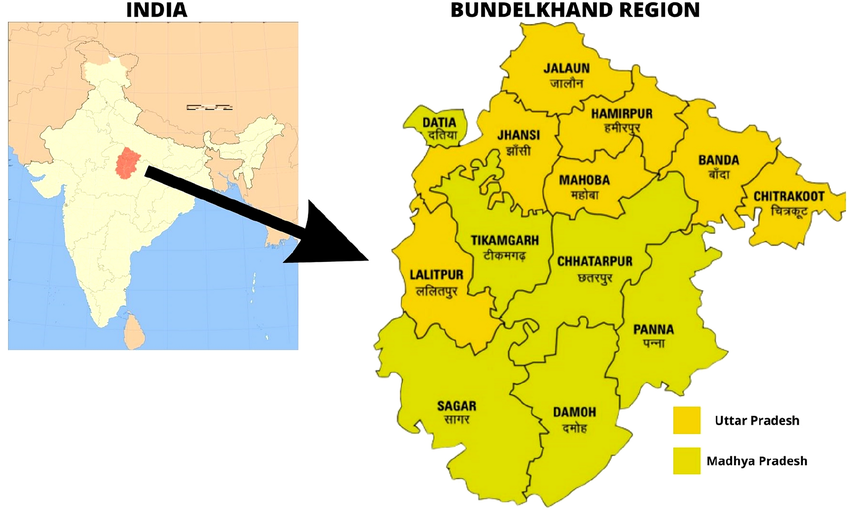 INDIA
BUNDELKHAND REGION
JALAUN
जालौन
DATIA
दतिया
HAMIRPUR
हमीरपुर
JHANSI
झाँसी
BANDA
बाँदा
MAHOBA
महोबा
CHITRAKOOT
चित्रकूट
TIKAMGARH
टीकमगढ़
CHHATARPUR
छतरपुर
LALITPUR
ललितपुर
PANNA
पन्ना
SAGAR
सागर
DAMOH
दमोह
Uttar Pradesh
Madhya Pradesh